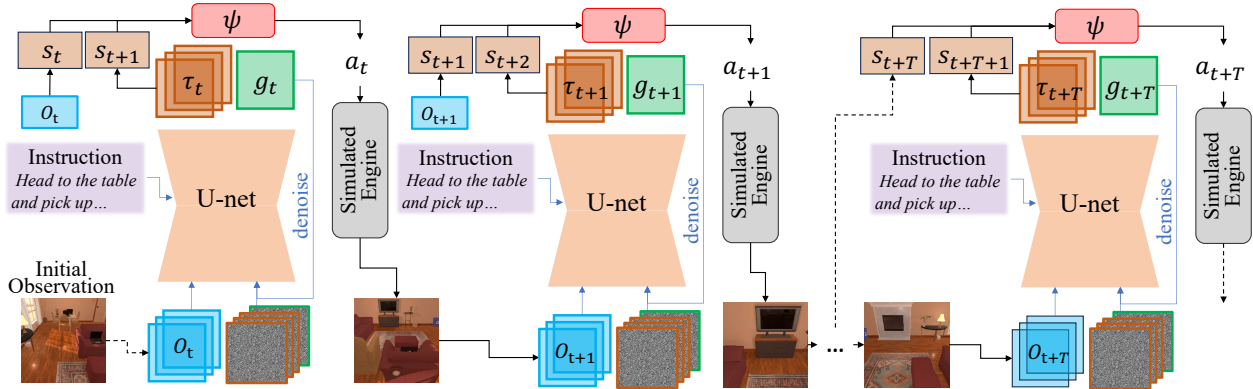 ψ
s_t
s_{t+1}
τ_t
g_t
a_t
O_t
Instruction
Head to the table
and pick up…
U-net
denoise
Simulated
Engine
Initial
Observation
O_t
ψ
s_{t+1}
s_{t+2}
τ_{t+1}
g_{t+1}
a_{t+1}
O_{t+1}
Instruction
Head to the table
and pick up…
U-net
denoise
Simulated
Engine
O_{t+1}
...
ψ
s_{t+T}
s_{t+T+1}
τ_{t+T}
g_{t+T}
a_{t+T}
Instruction
Head to the table
and pick up…
U-net
denoise
Simulated
Engine
O_{t+T}